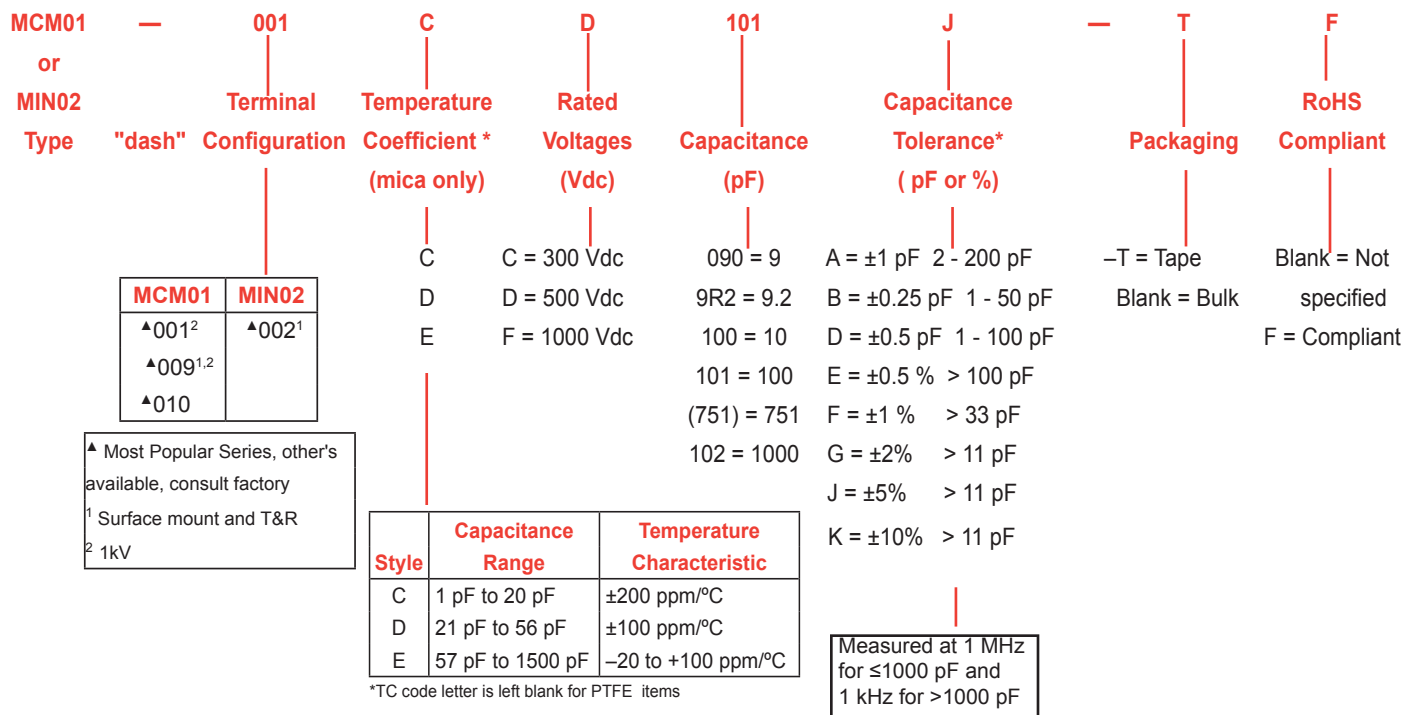 MCM01 — 001 C D 101 J — T F
or
MIN02 Terminal Temperature Rated Capacitance RoHS
Type "dash" Configuration Coefficient * Voltages Capacitance Tolerance* Packaging Compliant
(mica only) (Vdc) (pF) ( pF or %)
C C = 300 Vdc 090 = 9 A = ±1 pF 2 - 200 pF –T = Tape Blank = Not
D D = 500 Vdc 9R2 = 9.2 B = ±0.25 pF 1 - 50 pF Blank = Bulk specified
E F = 1000 Vdc 100 = 10 D = ±0.5 pF 1 - 100 pF F = Compliant
101 = 100 E = ±0.5 % > 100 pF
(751) = 751 F = ±1 % > 33 pF
102 = 1000 G = ±2% > 11 pF
J = ±5% > 11 pF
K = ±10% > 11 pF
MCM01 MIN02
▲001² ▲002¹
▲009¹,²
▲010
▲ Most Popular Series, other's
available, consult factory
¹ Surface mount and T&R
² 1kV
Capacitance Temperature
Style Range Characteristic
C 1 pF to 20 pF ±200 ppm/ºC
D 21 pF to 56 pF ±100 ppm/ºC
E 57 pF to 1500 pF –20 to +100 ppm/ºC
*TC code letter is left blank for PTFE items
Measured at 1 MHz
for ≤1000 pF and
1 kHz for >1000 pF